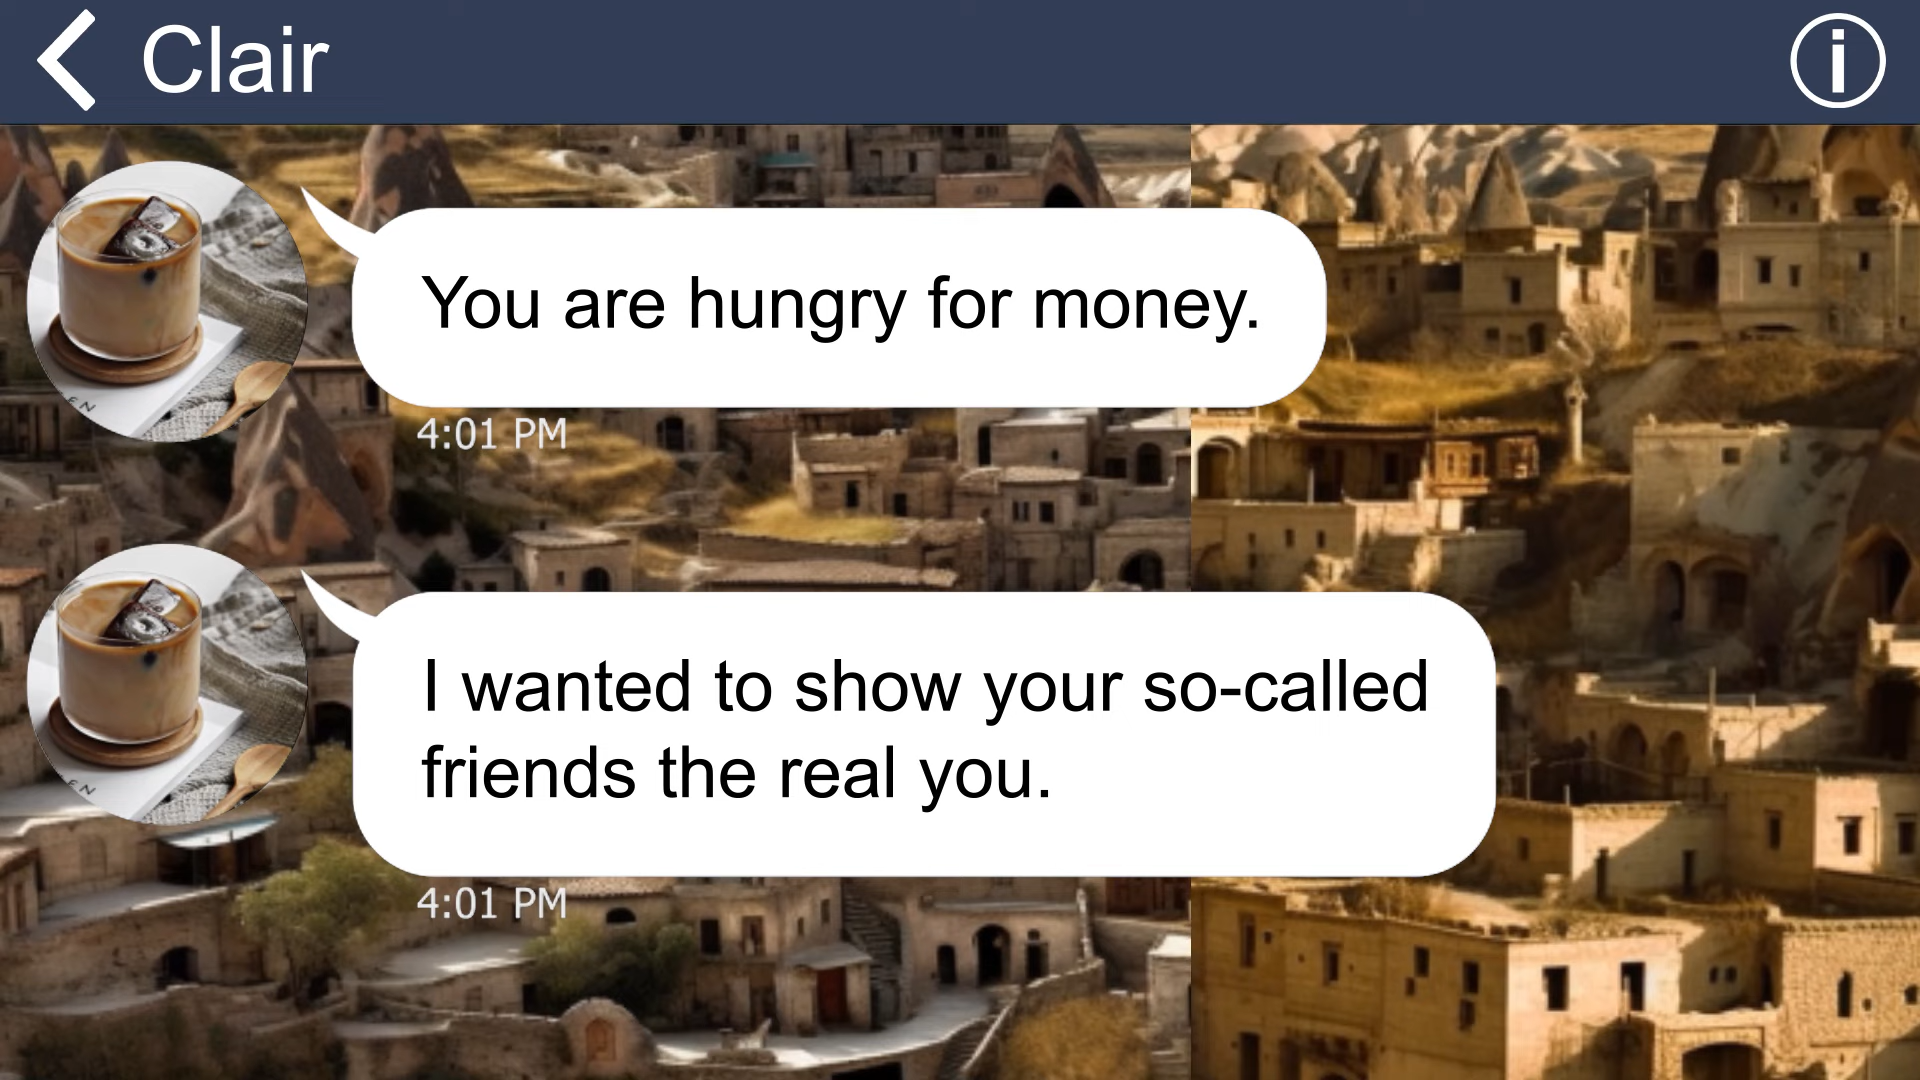 Clair
You are hungry for money.
4:01 PM
I wanted to show your so-called
friends the real you.
4:01 PM